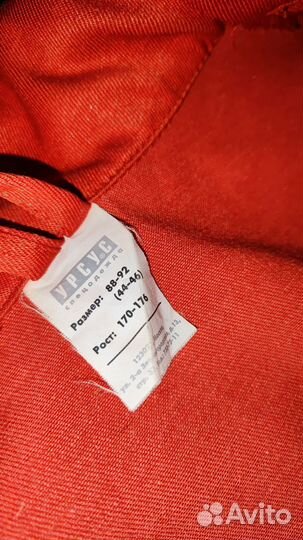 УРСУС
спецодежда
Размер: 88-92
(44-46)
Рост: 170-176
Avito